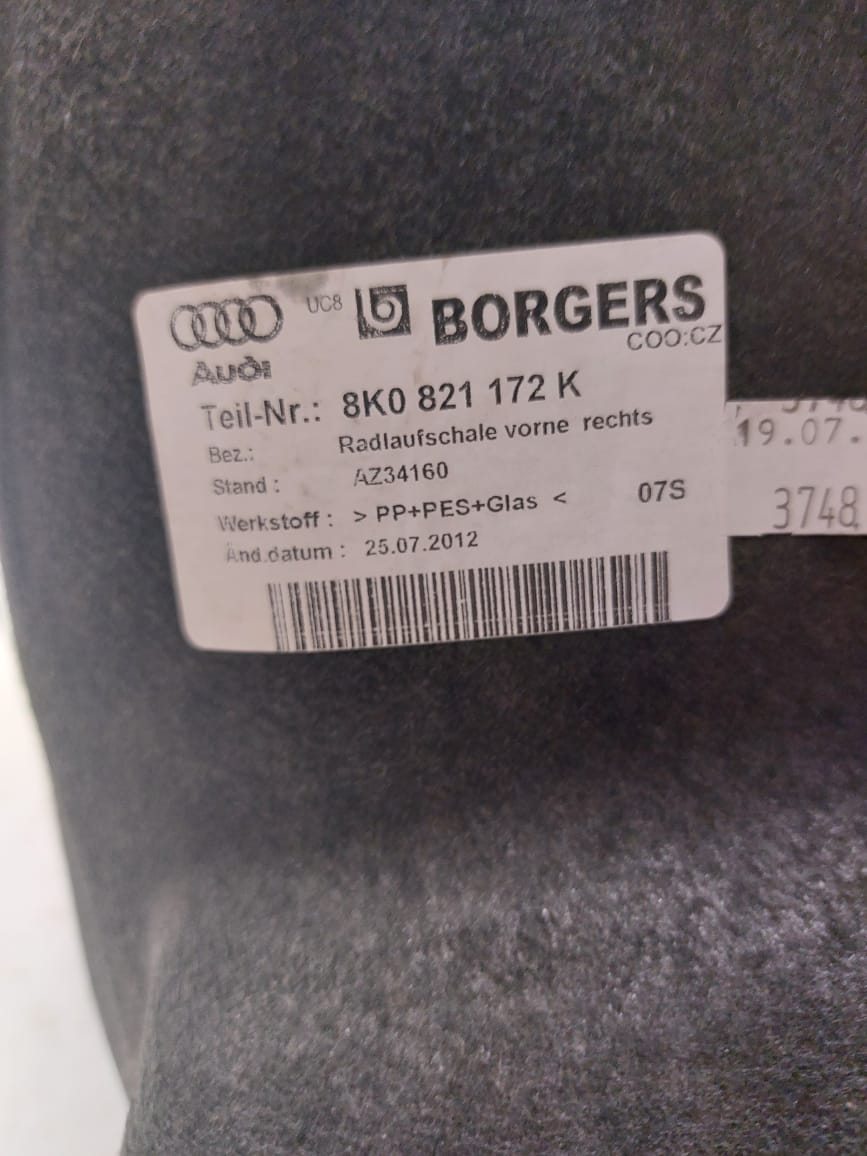 UC8 BORGERS
COO:CZ
Audi
Teil-Nr.: 8K0 821 172 K
Bez.: Radlaufschale vorne rechts
Stand : AZ34160
Werkstoff : > PP+PES+Glas < 07S
Änd.datum : 25.07.2012
19.07.
3748